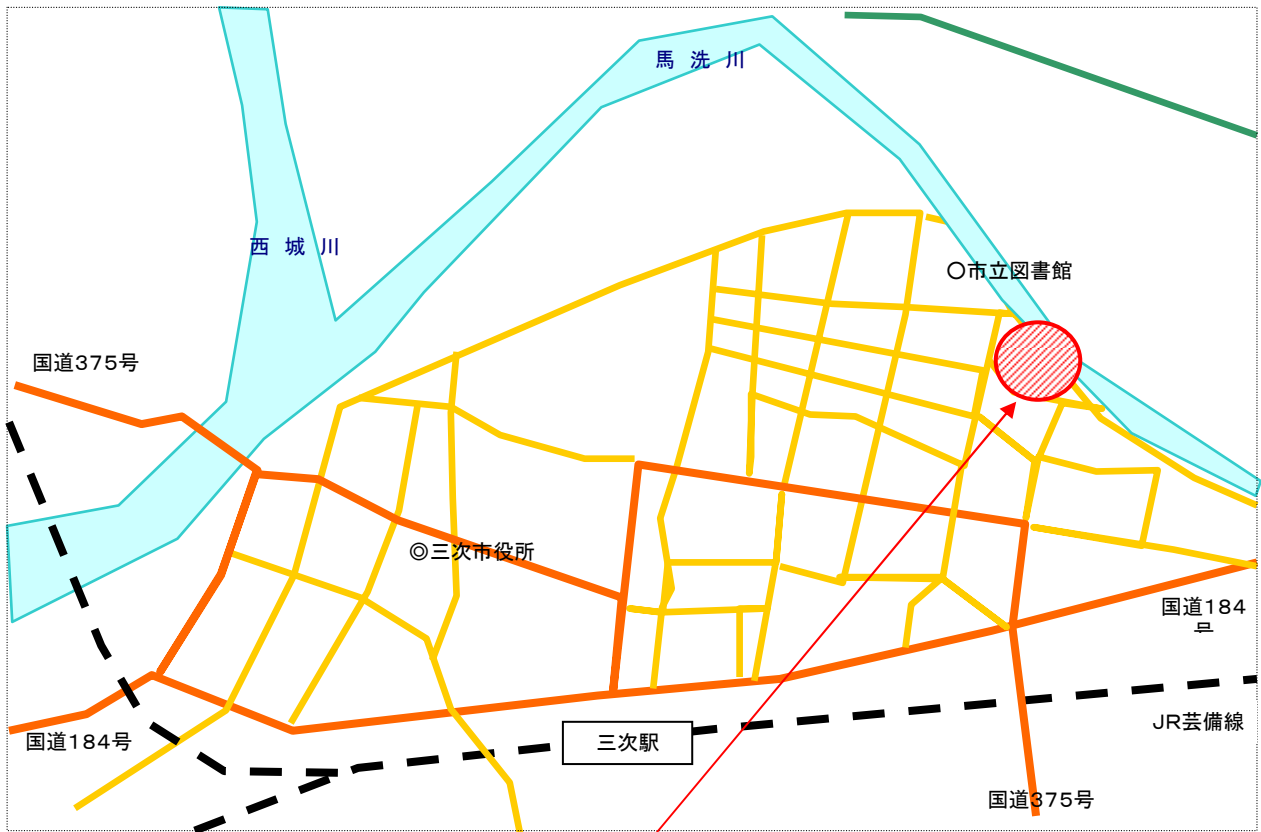 馬 洗 川
西 城 川
〇市立図書館
国道375号
◎三次市役所
国道184
国道184号
三次駅
JR芸備線
国道375号